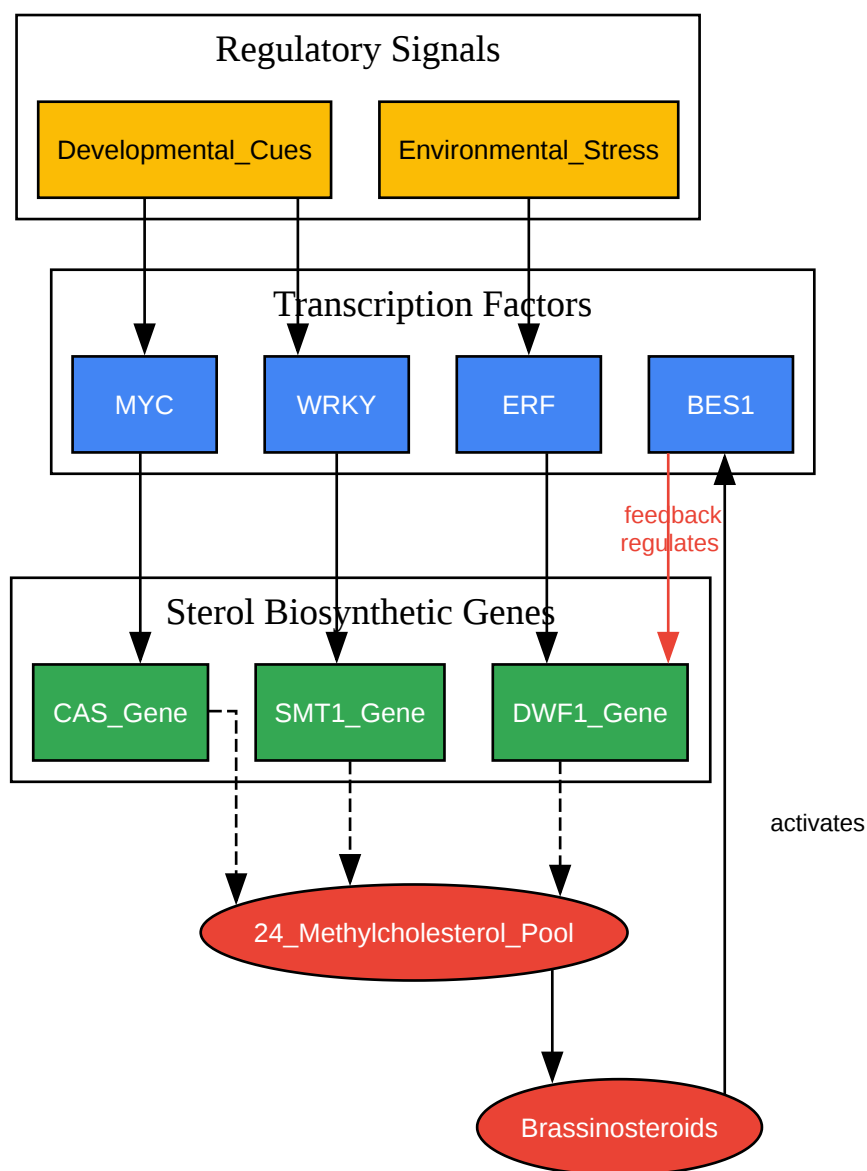 Regulatory Signals
Developmental_Cues
Environmental_Stress
Transcription Factors
MYC
WRKY
ERF
BES1
feedback
regulates
Sterol Biosynthetic Genes
CAS_Gene
SMT1_Gene
DWF1_Gene
activates
24_Methylcholesterol_Pool
Brassinosteroids